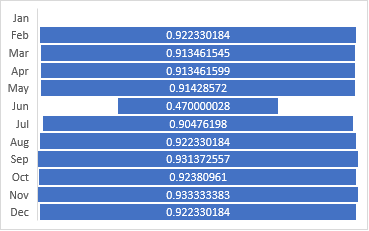 Jan
Feb 0.922330184
Mar 0.913461545
Apr 0.913461599
May 0.91428572
Jun 0.470000028
Jul 0.90476198
Aug 0.922330184
Sep 0.931372557
Oct 0.92380961
Nov 0.933333383
Dec 0.922330184